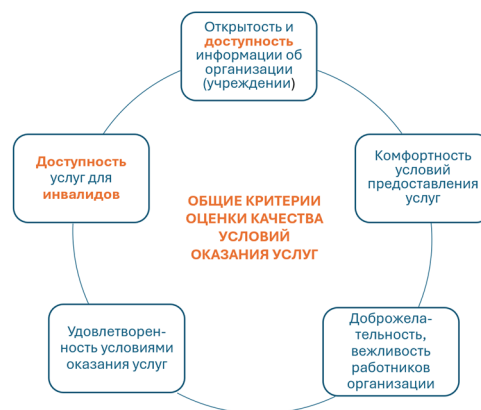 Открытость и
доступность
информации об
организации
(учреждении)
Доступность
услуг для
инвалидов
Комфортность
условий
предоставления
услуг
ОБЩИЕ КРИТЕРИИ
ОЦЕНКИ КАЧЕСТВА
УСЛОВИЙ
ОКАЗАНИЯ УСЛУГ
Удовлетворен-
ность условиями
оказания услуг
Доброжела-
тельность,
вежливость
работников
организации